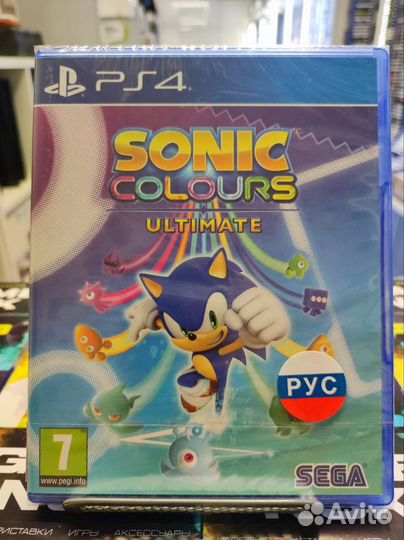 PS4
SONIC
COLOURS
ULTIMATE
РУС
7
www.pegi.info
SEGA
Avito
ПРИСТАВКИ ИГРЫ АКСЕССУАРЫ